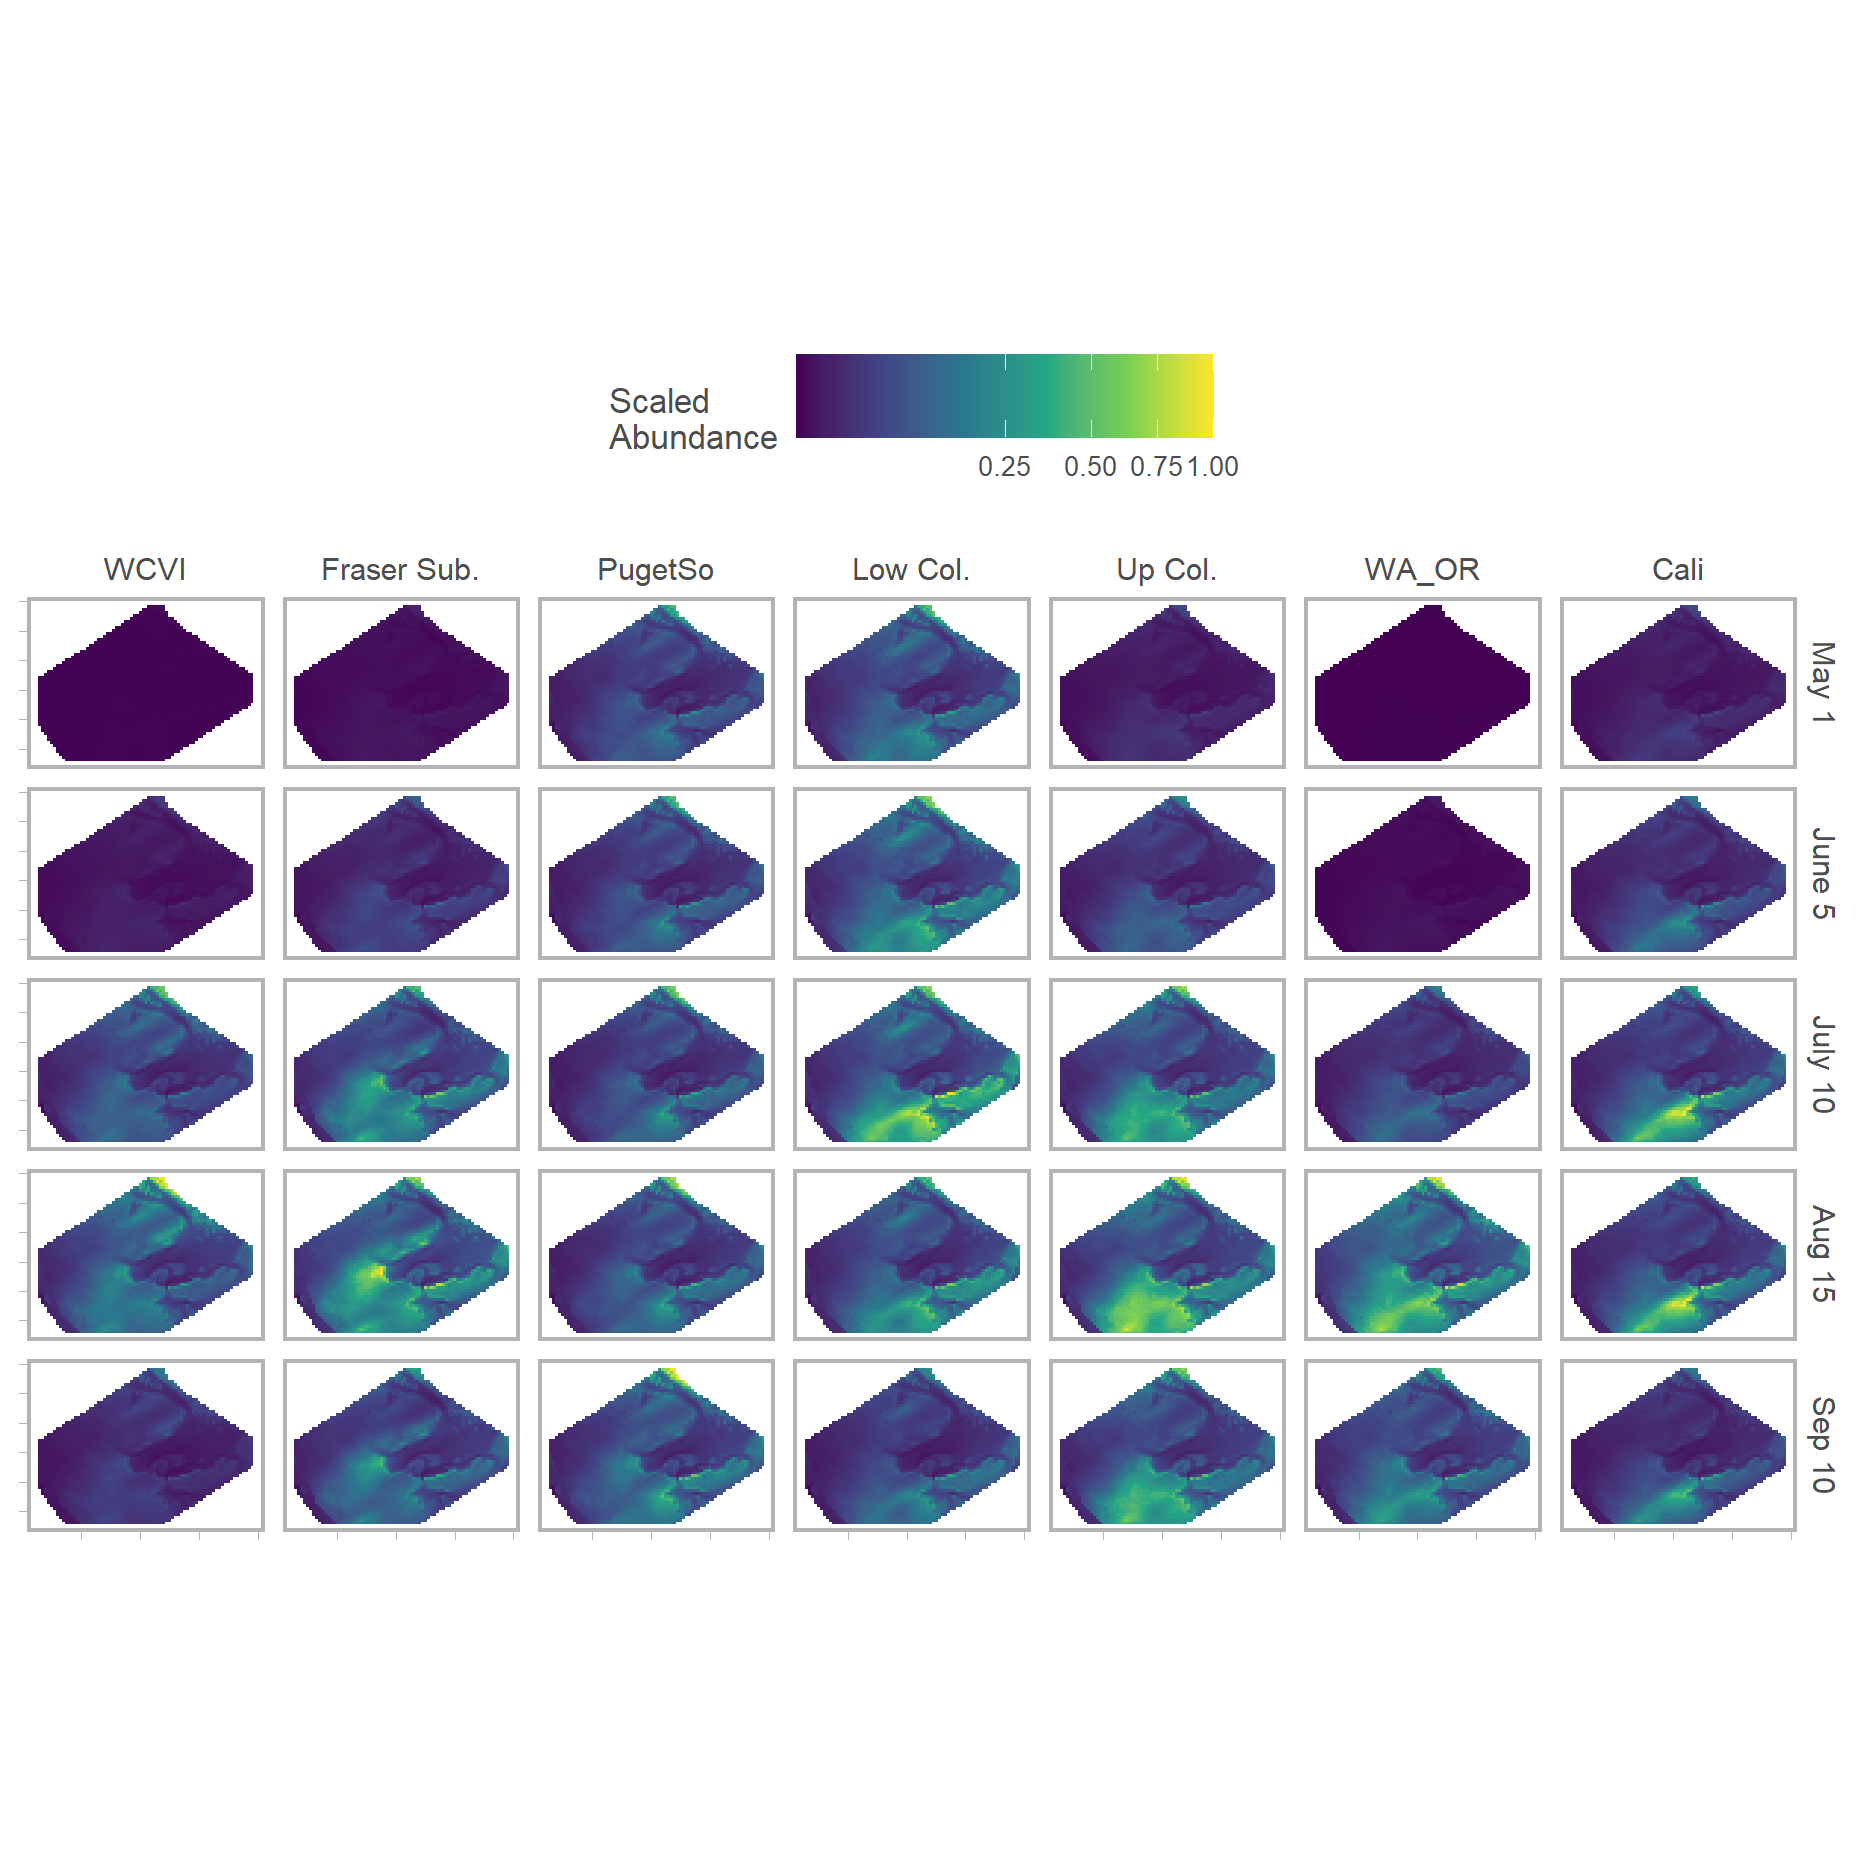 Scaled
Abundance
0.25 0.50 0.75 1.00
WCVI Fraser Sub. PugetSo Low Col. Up Col. WA_OR Cali
May 1
June 5
July 10
Aug 15
Sep 10